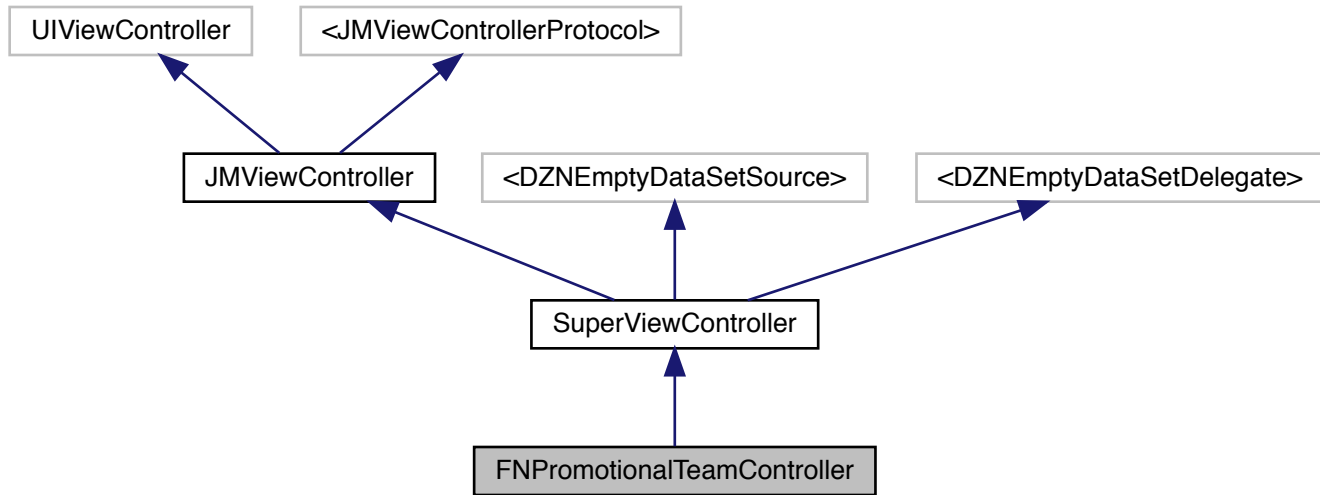 UIViewController
<JMViewControllerProtocol>
JMViewController
<DZNEmptyDataSetSource>
<DZNEmptyDataSetDelegate>
SuperViewController
FNPromotionalTeamController